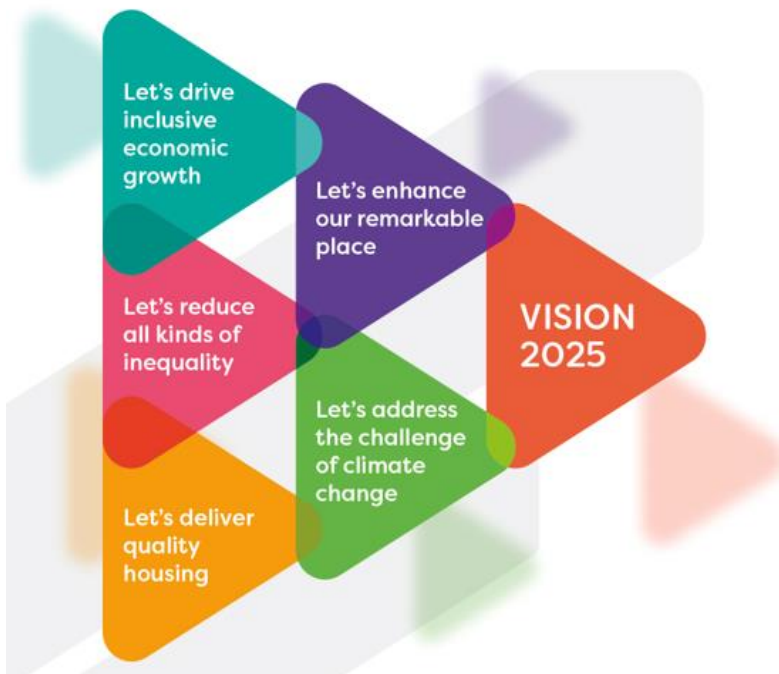 Let's drive
inclusive
economic
growth
Let's enhance
our remarkable
place
Let's reduce
all kinds of
inequality
VISION
2025
Let's address
the challenge
of climate
change
Let's deliver
quality
housing